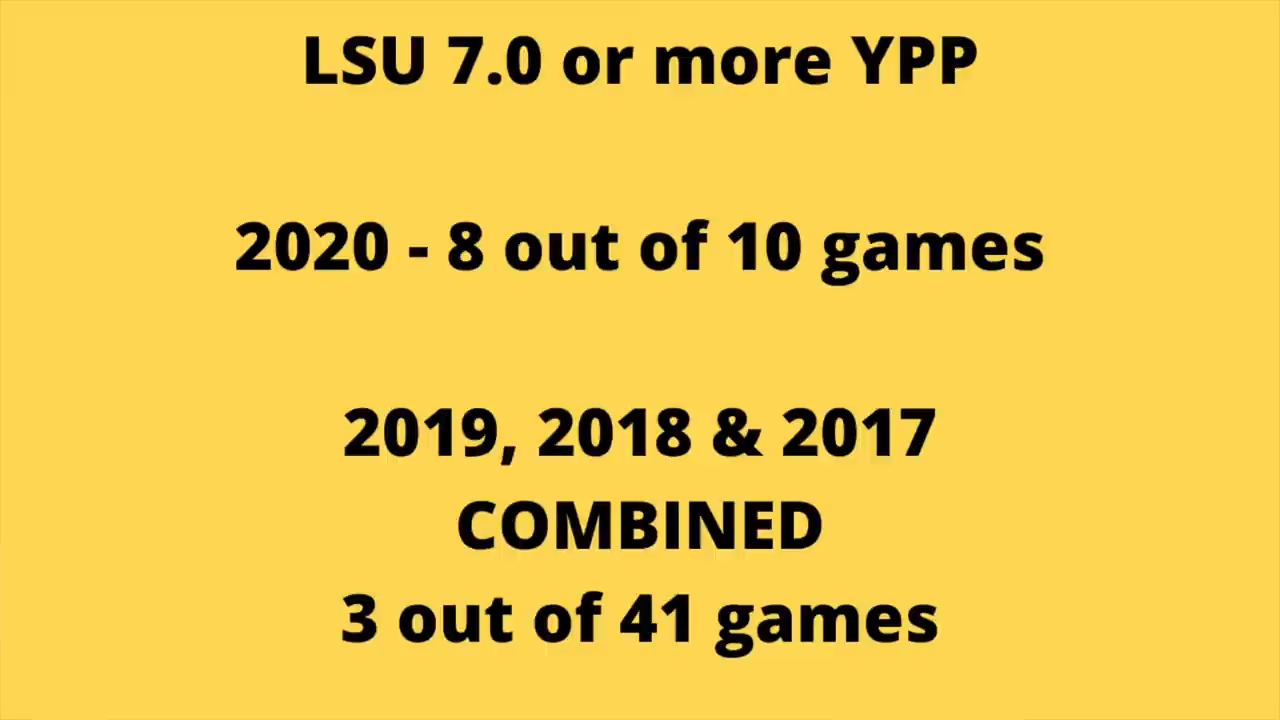 LSU 7.0 or more YPP
2020 - 8 out of 10 games
2019, 2018 & 2017
COMBINED
3 out of 41 games